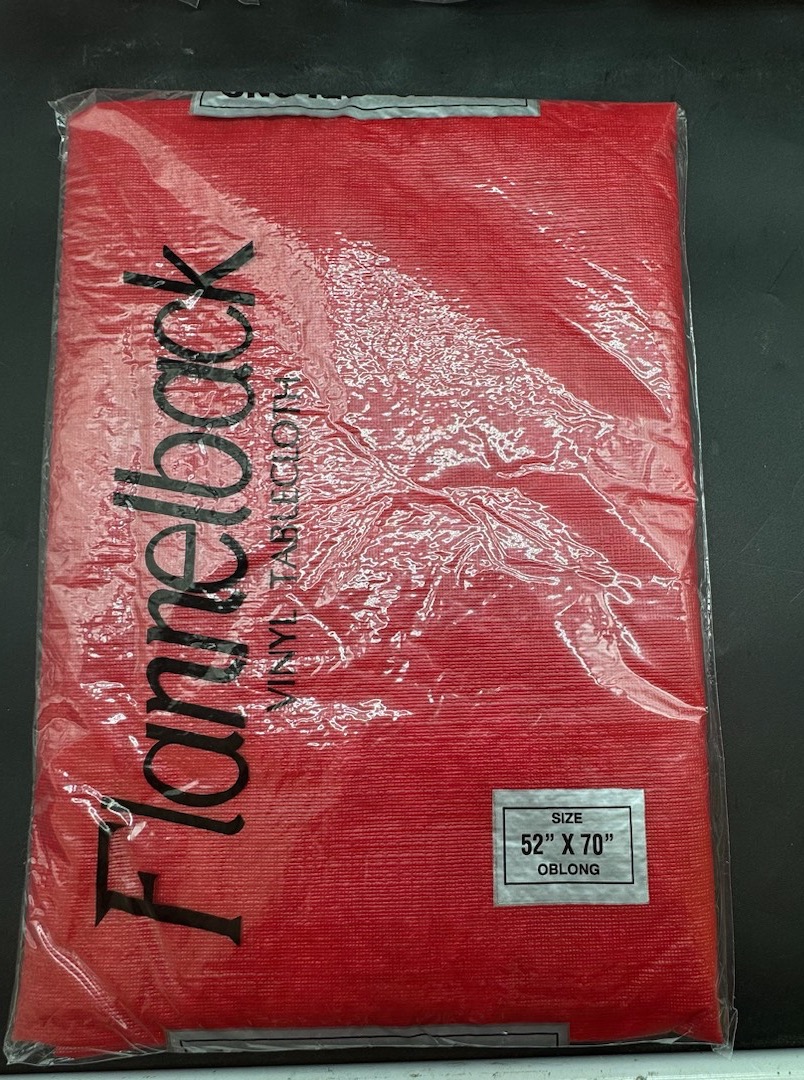 Flannelback
VINYL TABLECLOTH
SIZE
52” X 70”
OBLONG